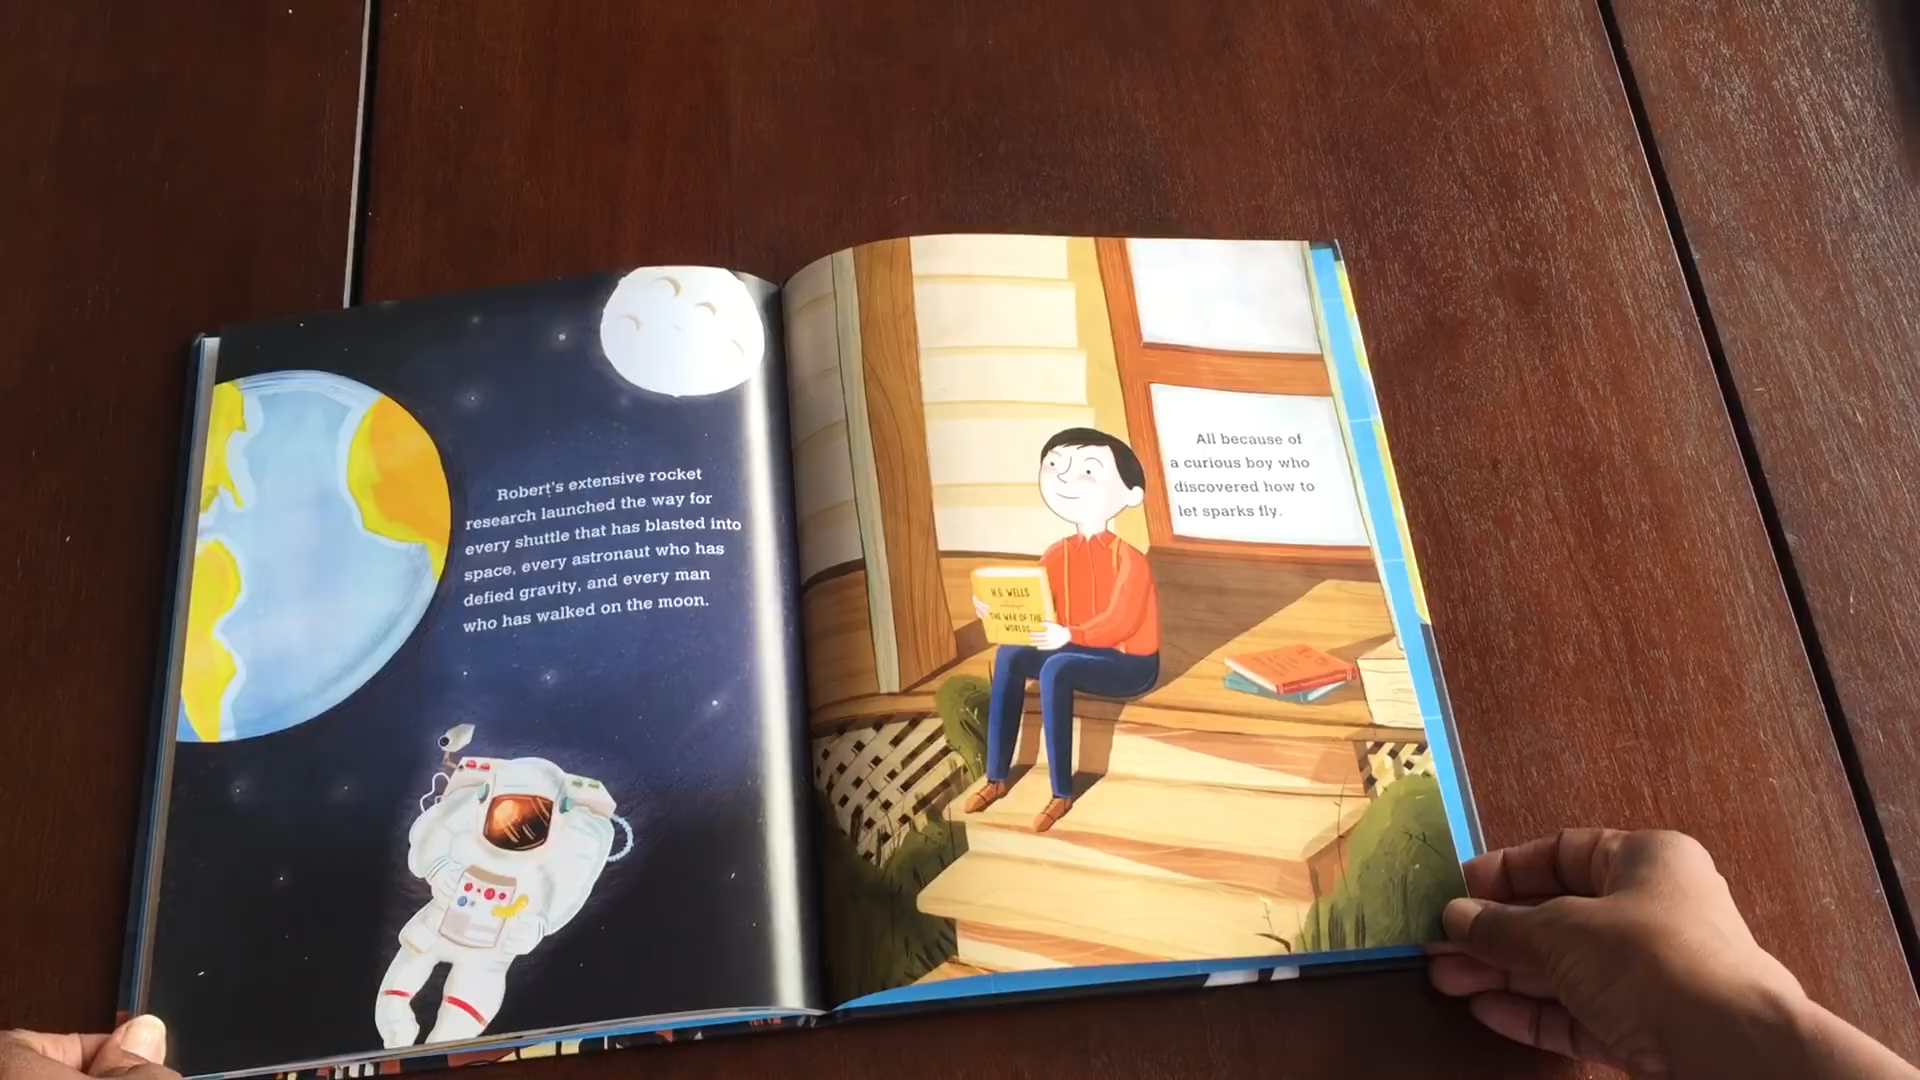 Robert's extensive rocket
research launched the way for
every shuttle that has blasted into
space, every astronaut who has
defied gravity, and every man
who has walked on the moon.
All because of
a curious boy who
discovered how to
let sparks fly.
H.G WELLS
THE WAR OF THE
WORLDS